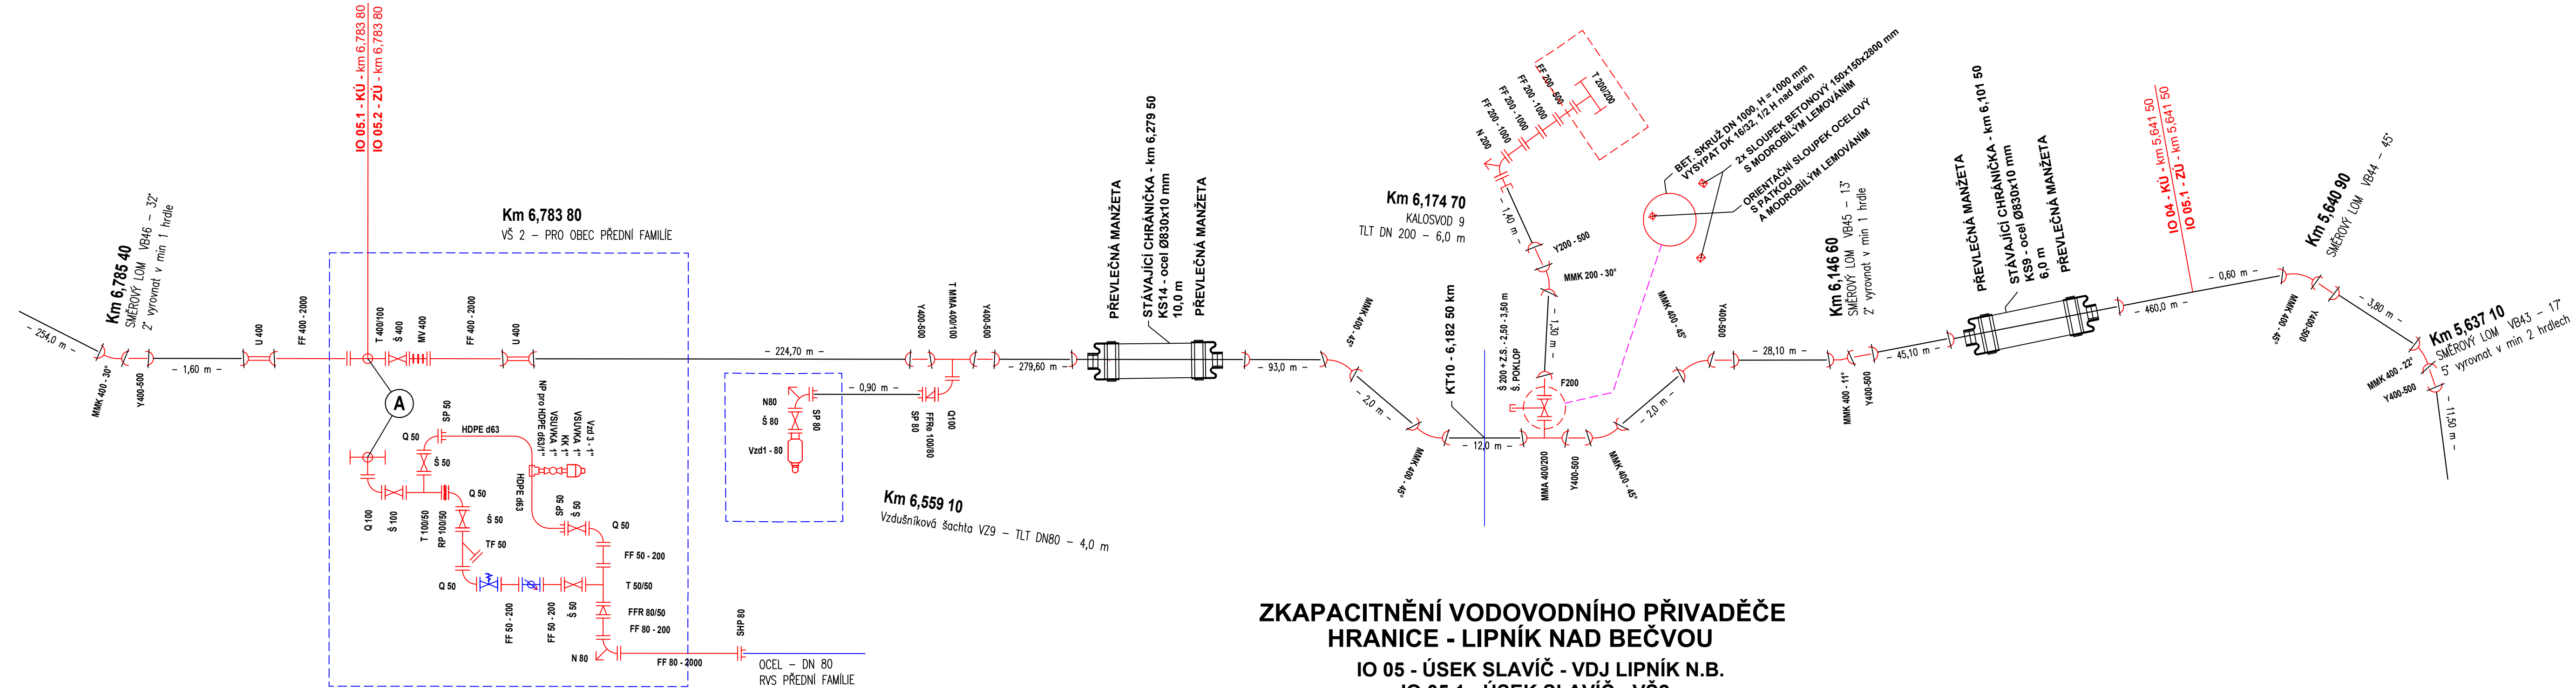 IO 05.1 - KÚ - km 6,783 80
IO 05.2 - ZÚ - km 6,783 80
- 254,0 m -
Km 6,785 40
SMĚROVÝ LOM VB46 - 32°
2° vyrovnat v min 1 hrdle
MMK 400 - 30°
Y400-500
- 1,60 m -
U 400
FF 400 - 2000
Km 6,783 80
VŠ 2 - PRO OBEC PŘEDNÍ FAMILÍE
T 400/100
Š 400
MV 400
FF 400 - 2000
U 400
A
SP 50
HDPE d63
Q 50
Š 50
NP pro HDPE d63/1"
VSUVKA 1"
KK 1"
VSUVKA 1"
Vzd 3 - 1"
HDPE d63
Q 100
Š 100
T 100/50
RP 100/50
Q 50
Š 50
TF 50
SP 50
Š 50
Q 50
FF 50 - 200
Q 50
FF 50 - 200
FF 50 - 200
Š 50
T 50/50
FFR 80/50
FF 80 - 200
N 80
FF 80 - 2000
SHP 80
OCEL - DN 80
RVS PŘEDNÍ FAMÍLIE
- 224,70 m -
N80
Š 80
Vzd1 - 80
SP 80
- 0,90 m -
SP 80
FFRe 100/80
Q100
Y400-500
T MMA 400/100
Y400-500
Km 6,559 10
Vzdušníková šachta VZ9 - TLT DN80 - 4,0 m
- 279,60 m -
PŘEVLEČNÁ MANŽETA
STÁVAJÍCÍ CHRÁNIČKA - km 6,279 50
KS14 - ocel Ø830x10 mm
10,0 m
PŘEVLEČNÁ MANŽETA
- 93,0 m -
MMK 400 - 45°
- 2,0 m -
MMK 400 - 45°
KT10 - 6,182 50 km
- 12,0 m -
Km 6,174 70
KALOSVOD 9
TLT DN 200 - 6,0 m
N 200
FF 200 - 1000
FF 200 - 1000
FF 200 - 1000
FF 200 - 500
T 200/200
- 1,40 m -
Y200 - 500
MMK 200 - 30°
- 1,30 m -
Š 200 + Z.S. - 2,50 - 3,50 m
Š. POKLOP
F200
MMA 400/200
Y400-500
MMK 400 - 45°
- 2,0 m -
MMK 400 - 45°
Y400-500
BET. SKRUŽ DN 1000, H = 1000 mm
VYSYPAT DK 16/32, 1/2 H nad terén
2x SLOUPEK BETONOVÝ 150x150x2800 mm
S MODROBÍLÝM LEMOVÁNÍM
ORIENTAČNÍ SLOUPEK OCELOVÝ
S PATKOU
A MODROBÍLÝM LEMOVÁNÍM
- 28,10 m -
Km 6,146 60
SMĚROVÝ LOM VB45 - 13°
2° vyrovnat v min 1 hrdle
MMK 400 - 11°
Y400-500
- 45,10 m -
PŘEVLEČNÁ MANŽETA
STÁVAJÍCÍ CHRÁNIČKA - km 6,101 50
KS9 - ocel Ø830x10 mm
6,0 m
PŘEVLEČNÁ MANŽETA
- 460,0 m -
IO 04 - KÚ - km 5,641 50
IO 05.1 - ZÚ - km 5,641 50
- 0,60 m -
MMK 400 - 45°
Y400-500
Km 5,640 90
SMĚROVÝ LOM VB44 - 45°
- 3,80 m -
Km 5,637 10
SMĚROVÝ LOM VB43 - 17°
5° vyrovnat v min 2 hrdlech
MMK 400 - 22°
Y400-500
- 11,50 m -
ZKAPACITNĚNÍ VODOVODNÍHO PŘIVADĚČE
HRANICE - LIPNÍK NAD BEČVOU
IO 05 - ÚSEK SLAVÍČ - VDJ LIPNÍK N.B.
IO 05.1 - ÚSEK SLAVÍČ - VŠ2